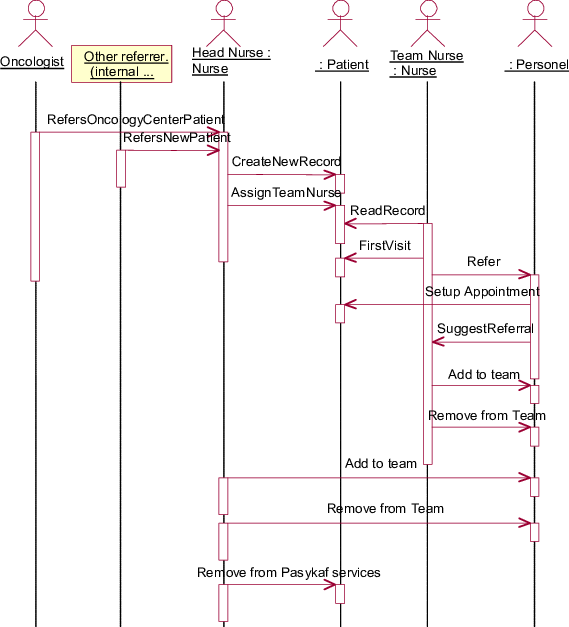 Oncologist
Other referrer.
(internal ...
Head Nurse :
Nurse
: Patient
Team Nurse
: Nurse
: Personel
RefersOncologyCenterPatient
RefersNewPatient
CreateNewRecord
AssignTeamNurse
ReadRecord
FirstVisit
Refer
Setup Appointment
SuggestReferral
Add to team
Remove from Team
Add to team
Remove from Team
Remove from Pasykaf services